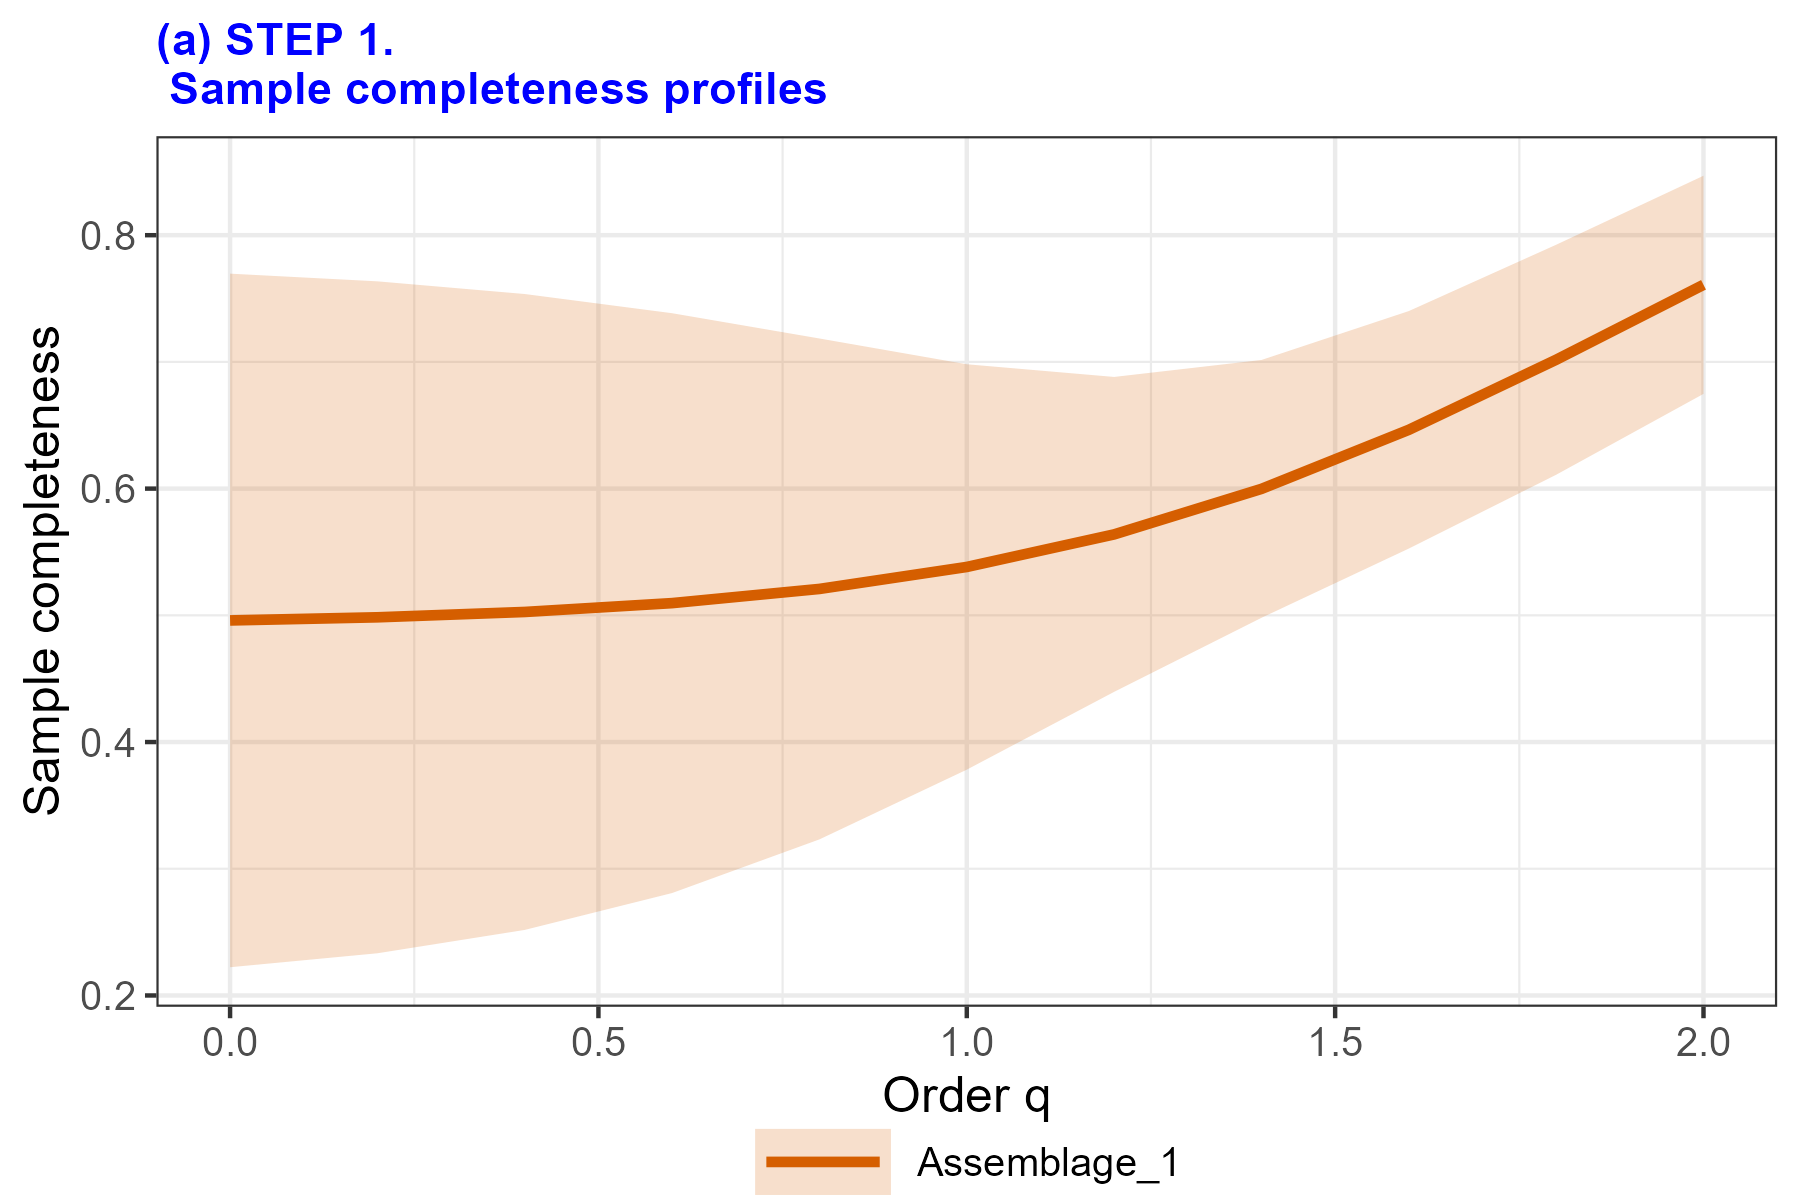 (a) STEP 1.
Sample completeness profiles
Sample completeness
0.8
0.6
0.4
0.2
0.0 0.5 1.0 1.5 2.0
Order q
Assemblage_1